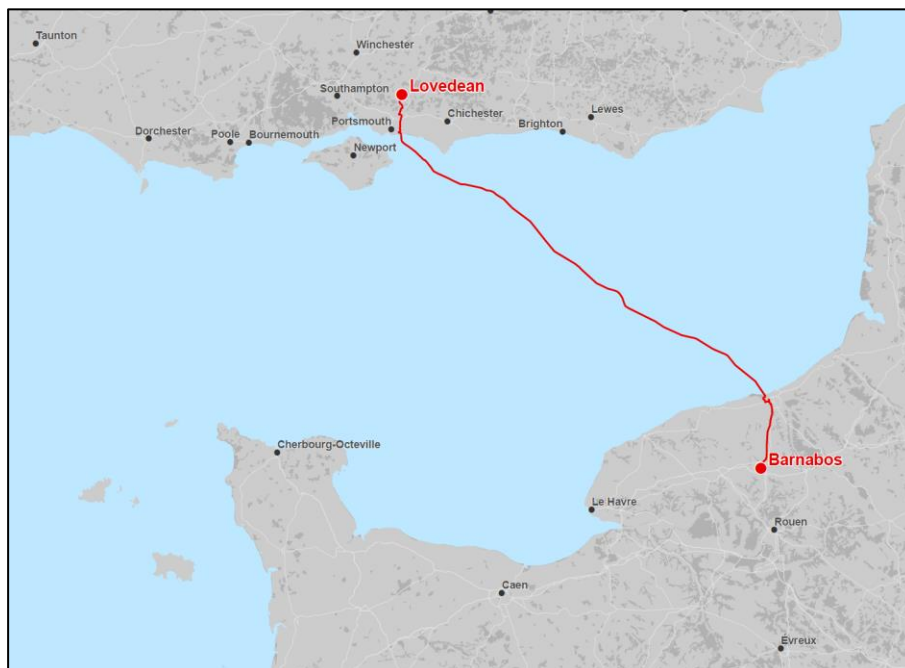 Taunton
Winchester
Lovedean
Southampton
Chichester
Lewes
Portsmouth
Brighton
Dorchester
Poole
Bournemouth
Newport
Cherbourg-Octeville
Barnabos
Le Havre
Rouen
Caen
Évreux